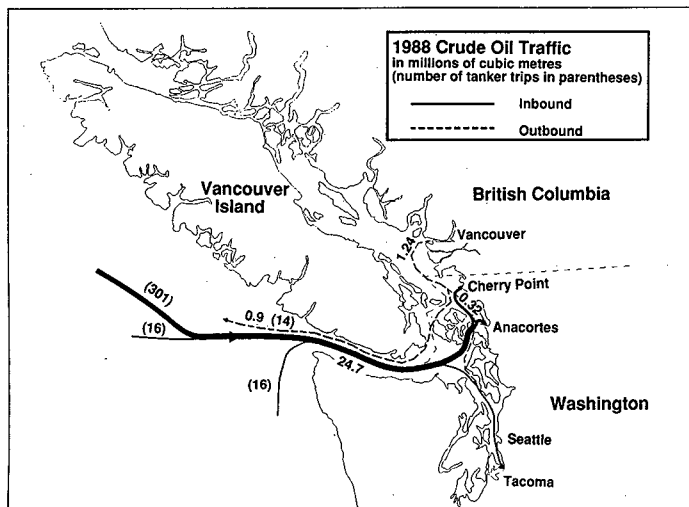 1988 Crude Oil Traffic
in millions of cubic metres
(number of tanker trips in parentheses)
Inbound
Outbound
Vancouver
Island
British Columbia
Vancouver
1.24
Cherry Point
0.32
(301)
Anacortes
0.9 (14)
(16)
24.7
(16)
Washington
Seattle
Tacoma